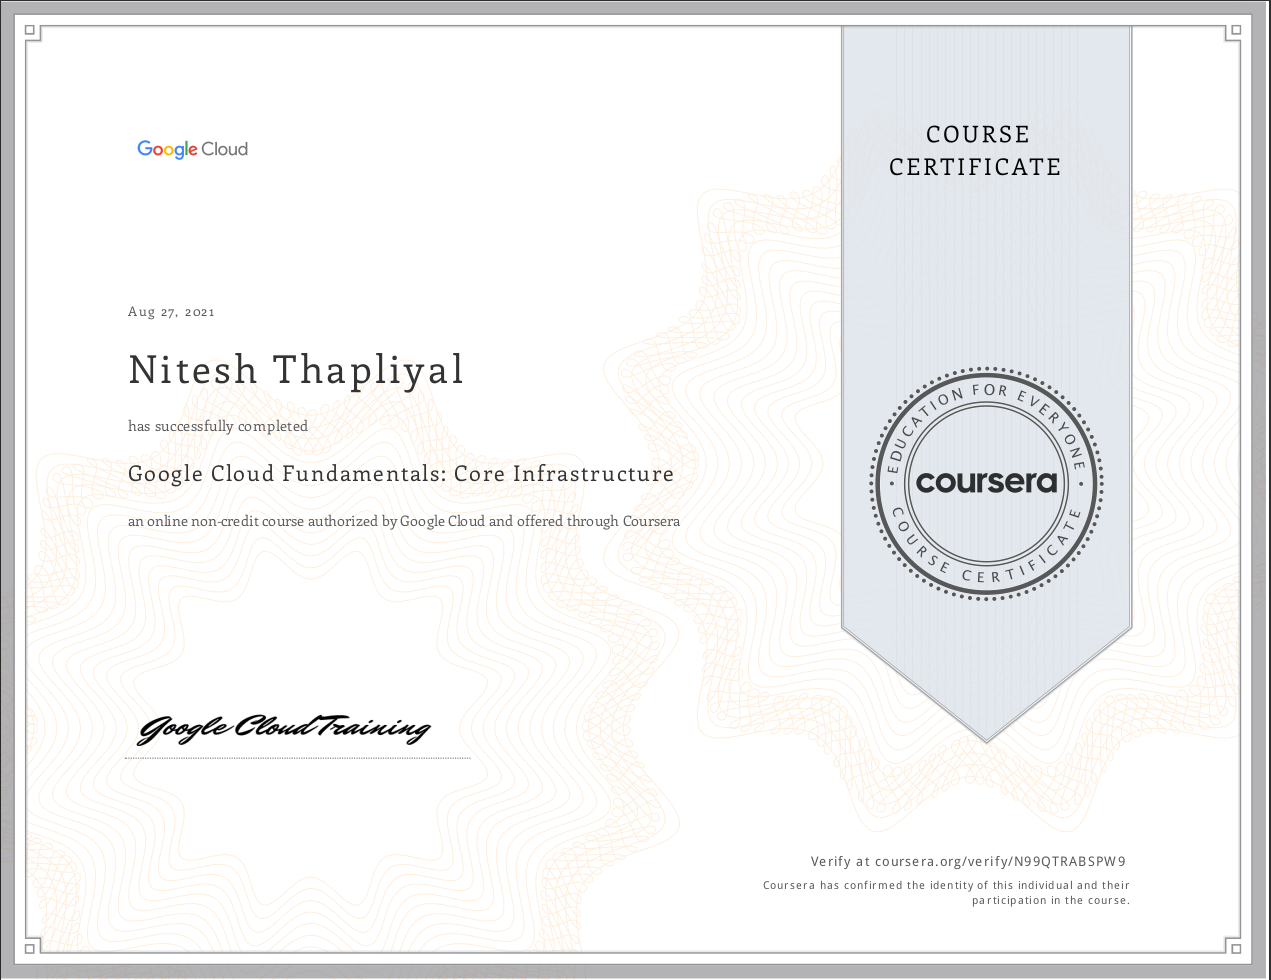 Google Cloud
COURSE
CERTIFICATE
Aug 27, 2021
Nitesh Thapliyal
has successfully completed
Google Cloud Fundamentals: Core Infrastructure
an online non-credit course authorized by Google Cloud and offered through Coursera
EDUCATION FOR EVERYONE
coursera
COURSE CERTIFICATE
Google Cloud Training
Verify at coursera.org/verify/N99QTRABSPW9
Coursera has confirmed the identity of this individual and their
participation in the course.